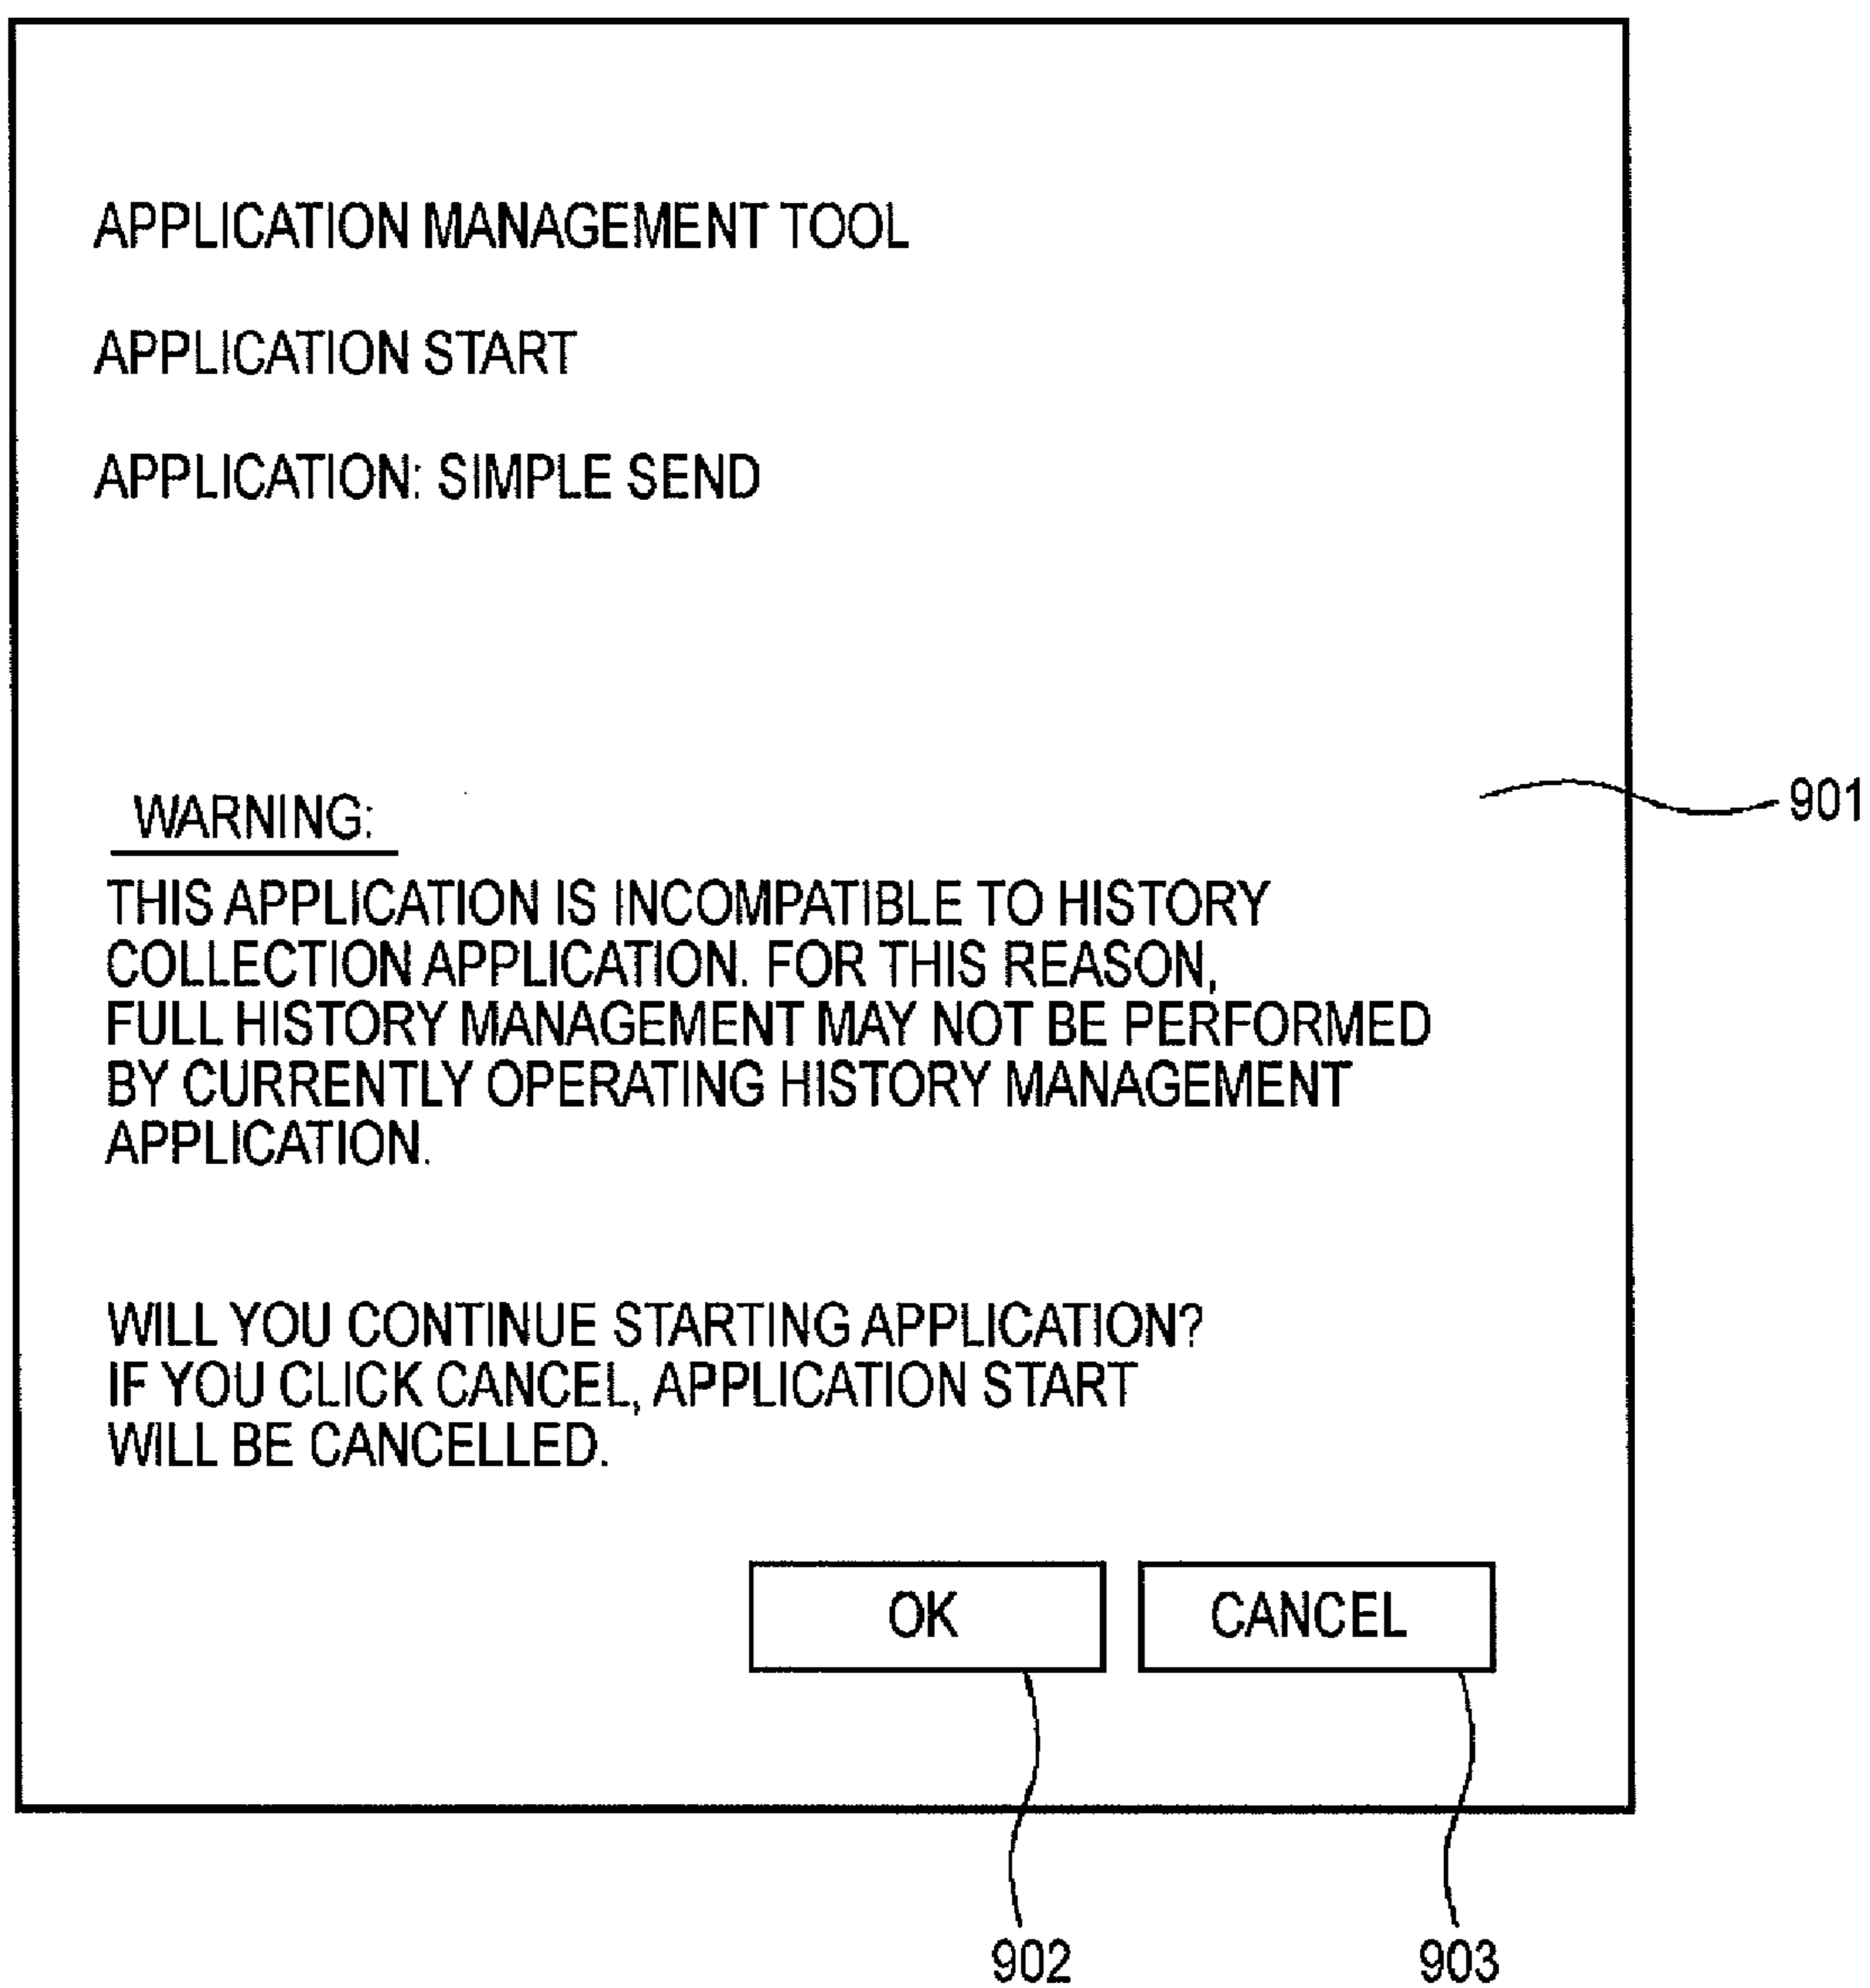 APPLICATION MANAGEMENT TOOL
APPLICATION START
APPLICATION: SIMPLE SEND
WARNING:
901
THIS APPLICATION IS INCOMPATIBLE TO HISTORY
COLLECTION APPLICATION. FOR THIS REASON,
FULL HISTORY MANAGEMENT MAY NOT BE PERFORMED
BY CURRENTLY OPERATING HISTORY MANAGEMENT
APPLICATION.
WILL YOU CONTINUE STARTING APPLICATION?
IF YOU CLICK CANCEL, APPLICATION START
WILL BE CANCELLED.
OK CANCEL
902 903